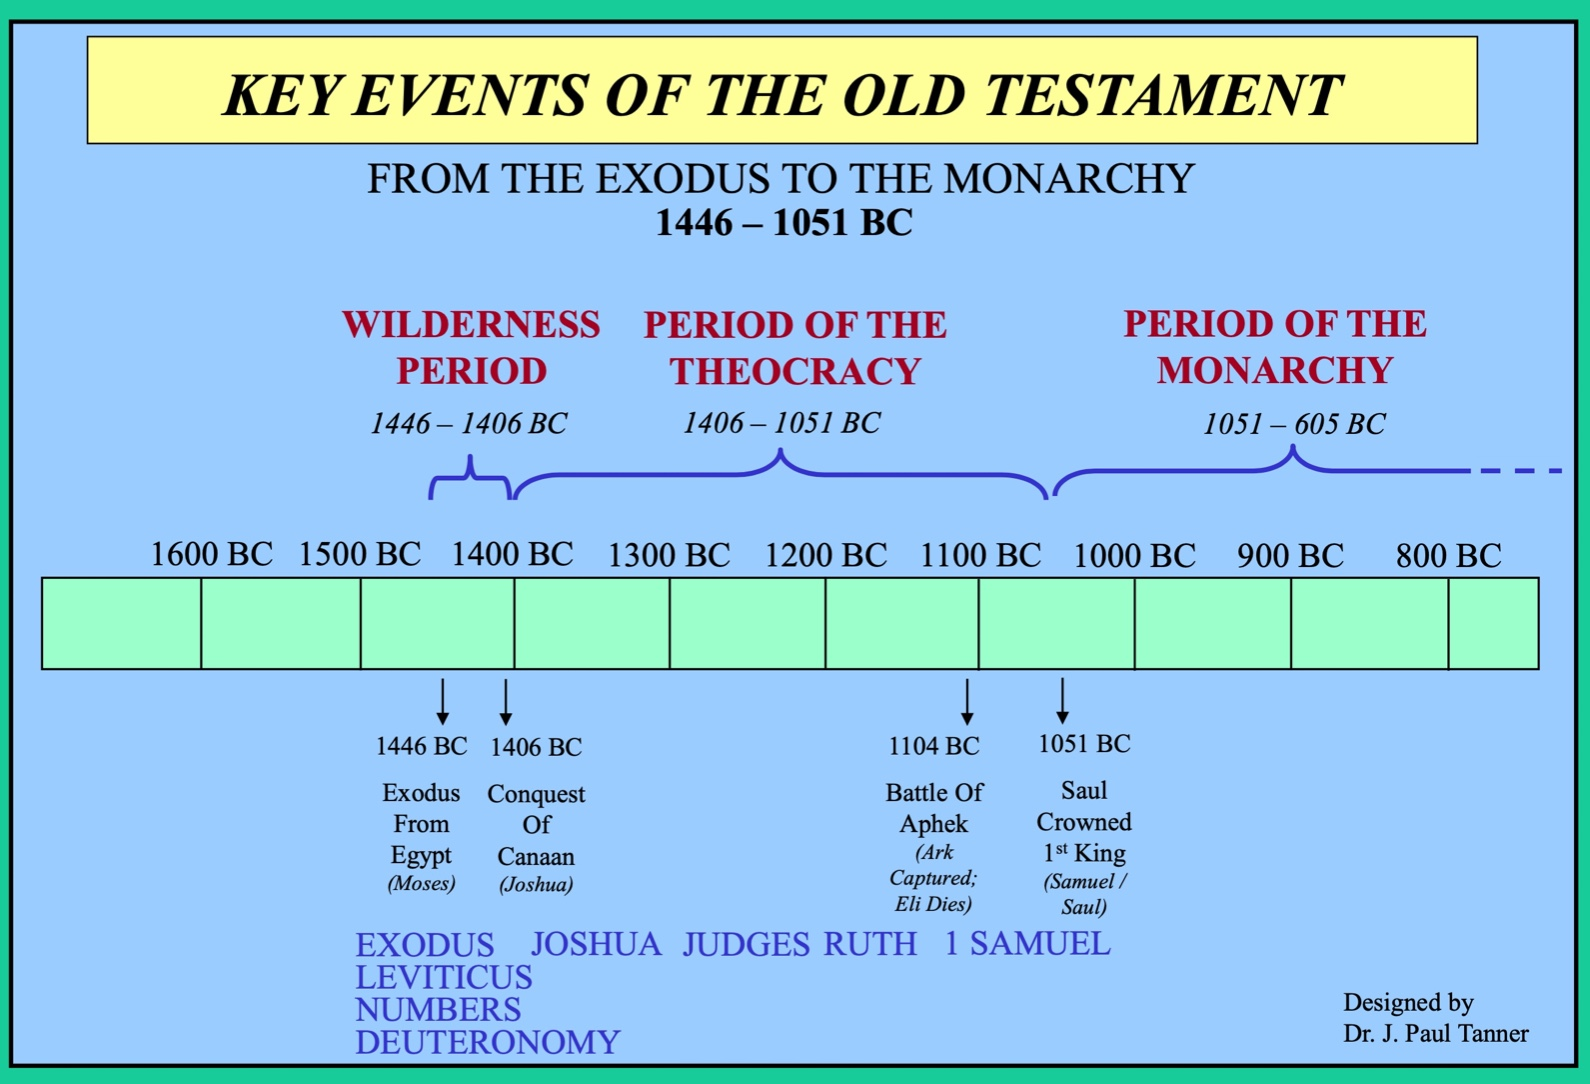 KEY EVENTS OF THE OLD TESTAMENT
FROM THE EXODUS TO THE MONARCHY
1446 – 1051 BC
WILDERNESS
PERIOD
1446 – 1406 BC
PERIOD OF THE
THEOCRACY
1406 – 1051 BC
PERIOD OF THE
MONARCHY
1051 – 605 BC
1600 BC 1500 BC 1400 BC 1300 BC 1200 BC 1100 BC 1000 BC 900 BC 800 BC
1446 BC
Exodus
From
Egypt
(Moses)
1406 BC
Conquest
Of
Canaan
(Joshua)
1104 BC
Battle Of
Aphek
(Ark
Captured;
Eli Dies)
1051 BC
Saul
Crowned
1st King
(Samuel /
Saul)
EXODUS JOSHUA JUDGES RUTH 1 SAMUEL
LEVITICUS
NUMBERS
DEUTERONOMY
Designed by
Dr. J. Paul Tanner